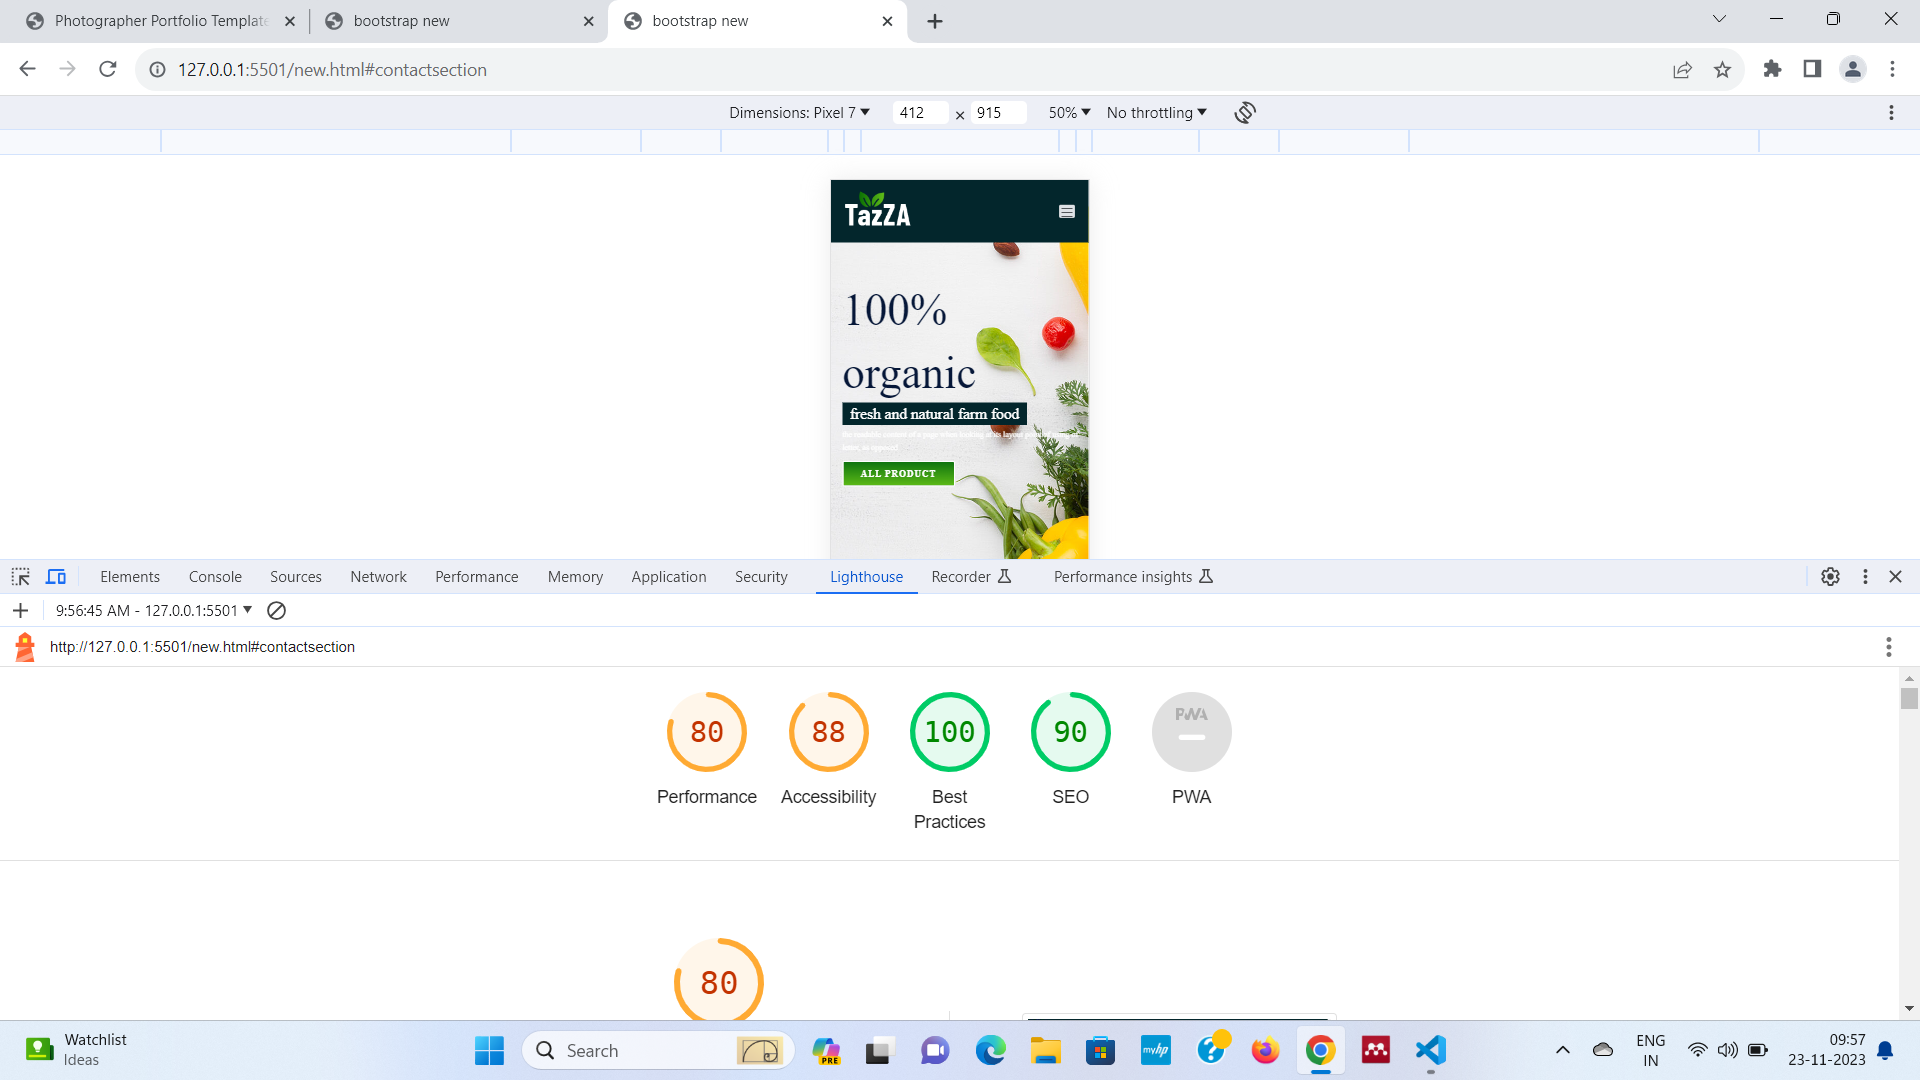 Photographer Portfolio Template
bootstrap new
bootstrap new
127.0.0.1:5501/new.html#contactsection
Dimensions: Pixel 7 412 × 915 50% No throttling
TazZA
100%
organic
fresh and natural farm food
ALL PRODUCT
Elements Console Sources Network Performance Memory Application Security Lighthouse Recorder Performance insights
9:56:45 AM - 127.0.0.1:5501
http://127.0.0.1:5501/new.html#contactsection
80 88 100 90 PWA
Performance Accessibility Best Practices SEO PWA
80
Watchlist
Ideas
Search
PRE
myhp
ENG
IN
09:57
23-11-2023